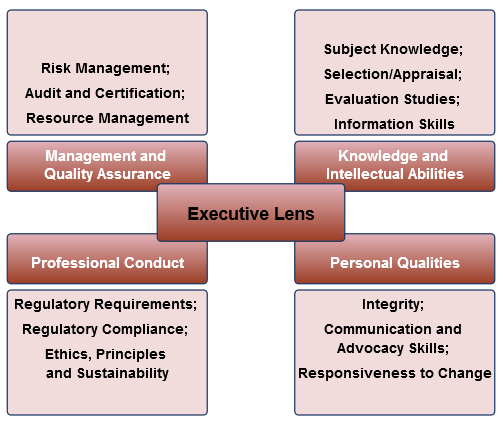 Risk Management;
Audit and Certification;
Resource Management
Management and
Quality Assurance
Subject Knowledge;
Selection/Appraisal;
Evaluation Studies;
Information Skills
Knowledge and
Intellectual Abilities
Executive Lens
Professional Conduct
Regulatory Requirements;
Regulatory Compliance;
Ethics, Principles
and Sustainability
Personal Qualities
Integrity;
Communication and
Advocacy Skills;
Responsiveness to Change